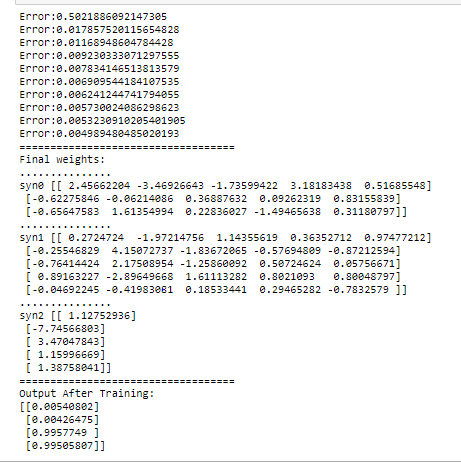 Error:0.5021886092147305
Error:0.017857520115654828
Error:0.01168948604784428
Error:0.009230333071297555
Error:0.007834146513813579
Error:0.006909544184107535
Error:0.006241244741794055
Error:0.005730024086298623
Error:0.0053230910205401905
Error:0.004989480485020193
===================================
Final weights:
...............
syn0 [[ 2.45662204 -3.46926643 -1.73599422  3.18183438  0.51685548]
 [-0.62275846 -0.06214086  0.36887632  0.09262319  0.83155839]
 [-0.65647583  1.61354994  0.22836027 -1.49465638  0.31180797]]
...............
syn1 [[ 0.2724724  -1.97214756  1.14355619  0.36352712  0.97477212]
 [-0.25546829  4.15072737 -1.83672065 -0.57694809 -0.87212594]
 [-0.76414424  2.17508954 -1.25860092  0.50724624  0.05756671]
 [ 0.89163227 -2.89649668  1.61113282  0.8021093   0.80048797]
 [-0.04692245 -0.41983081  0.18533441  0.29465282 -0.7832579 ]]
...............
syn2 [[ 1.12752936]
 [-7.74566803]
 [ 3.47047843]
 [ 1.15996669]
 [ 1.38758041]]
===================================
Output After Training:
[[0.00540802]
 [0.00426475]
 [0.9957749 ]
 [0.99505807]]